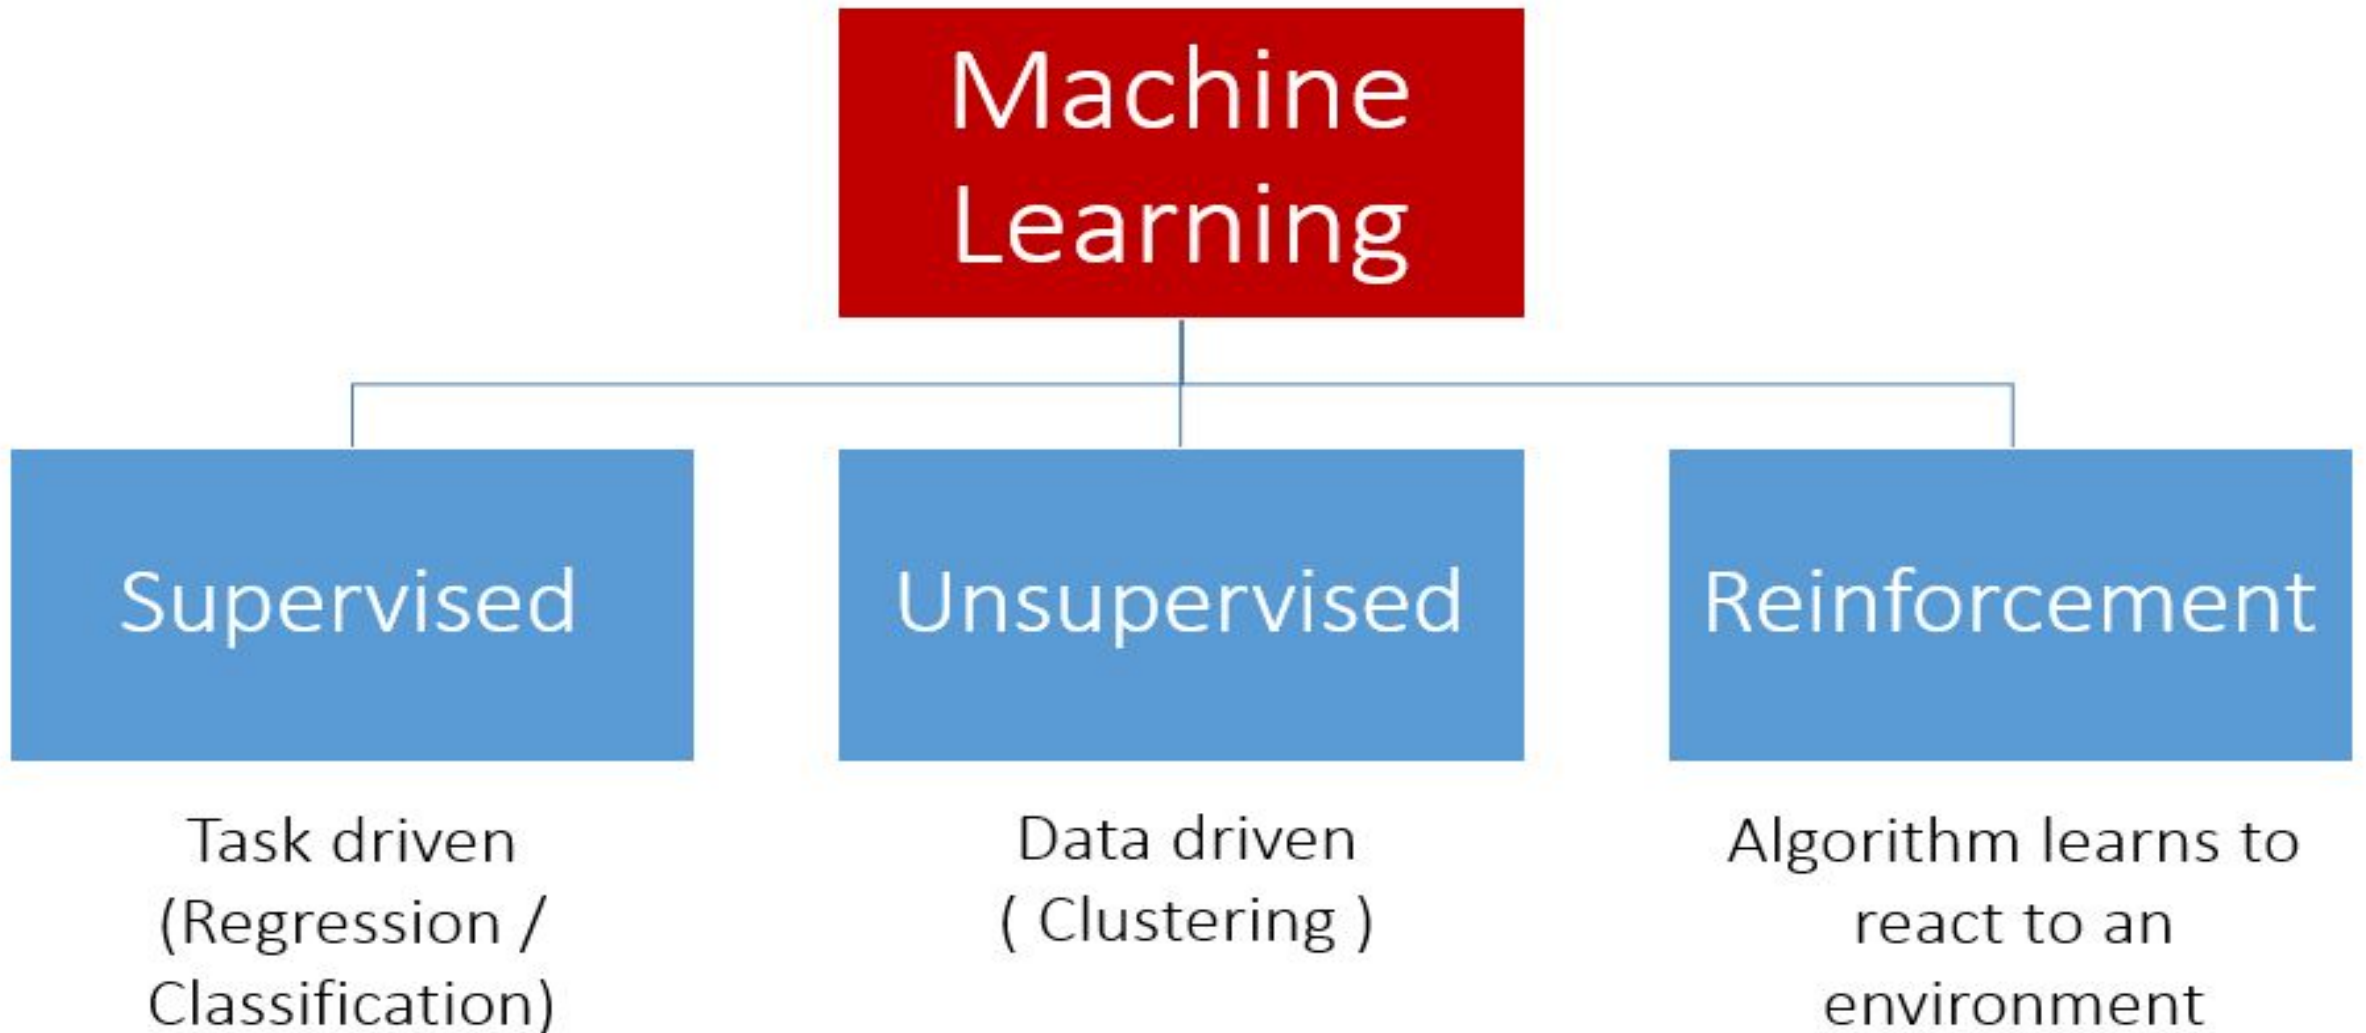 Machine
Learning
Supervised
Unsupervised
Reinforcement
Task driven
(Regression /
Classification)
Data driven
( Clustering )
Algorithm learns to
react to an
environment